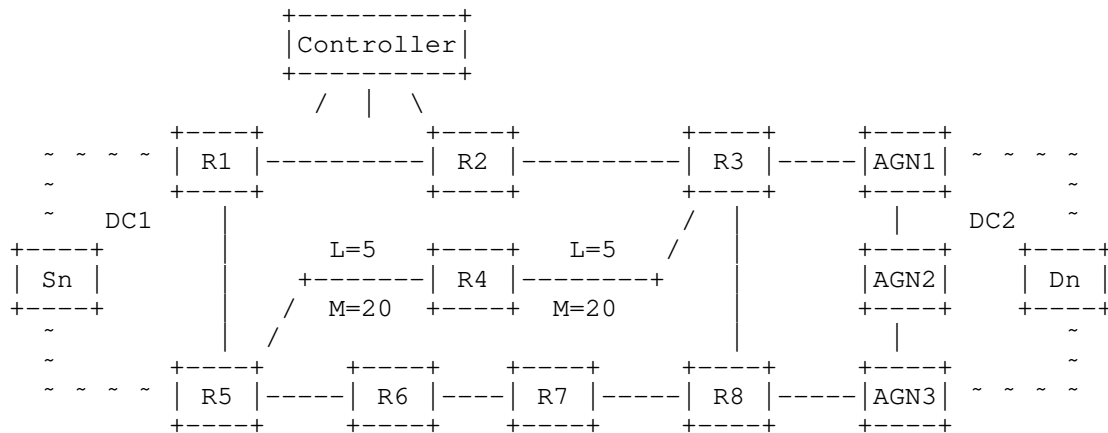 Controller
R1 R2 R3 AGN1
DC1 DC2
L=5 L=5
Sn R4 AGN2 Dn
M=20 M=20
R5 R6 R7 R8 AGN3